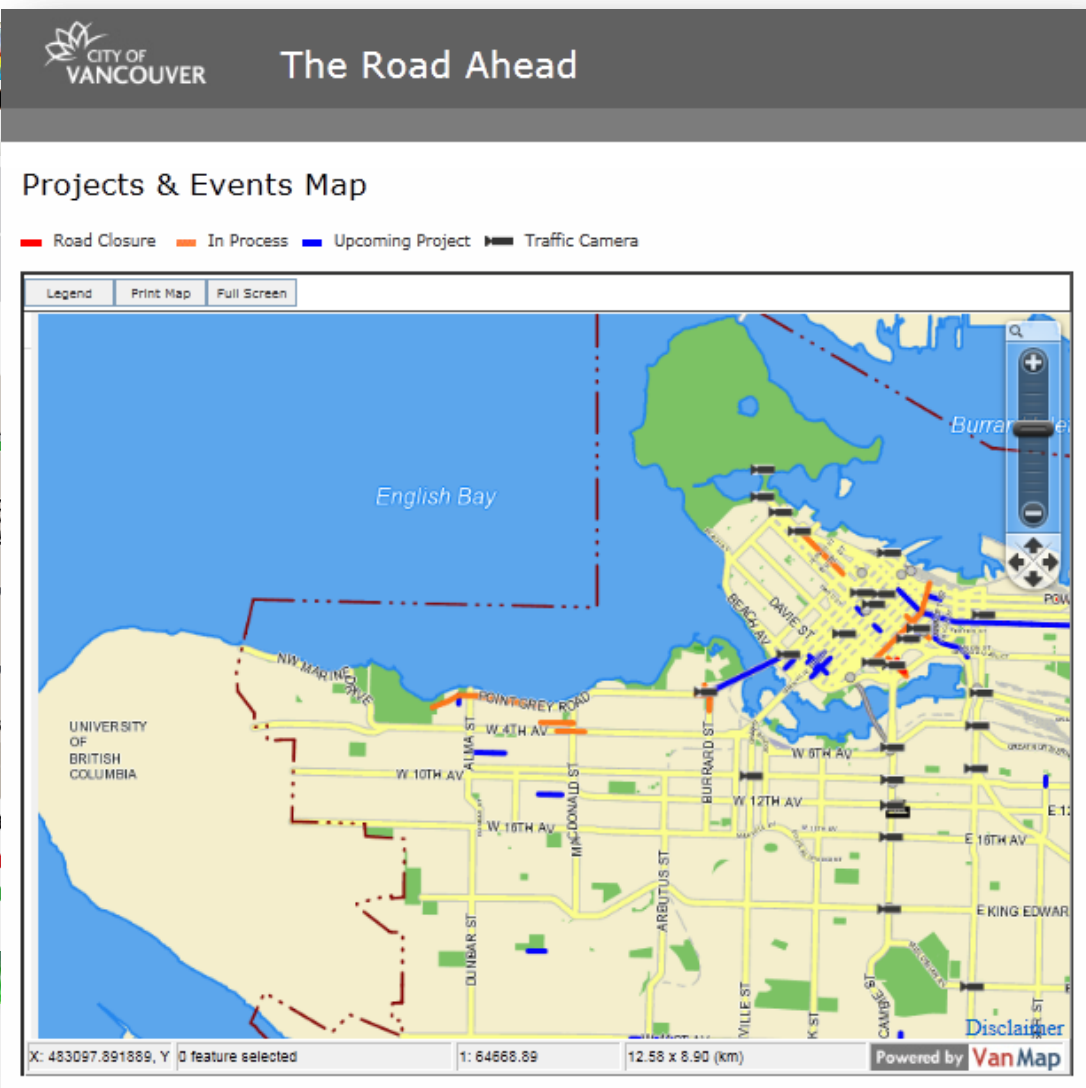 CITY OF
VANCOUVER
The Road Ahead
Projects & Events Map
Road Closure
In Process
Upcoming Project
Traffic Camera
Legend
Print Map
Full Screen
English Bay
BEACH AV
DAVIE ST
NW MARINE
DRIVE
POINT GREY ROAD
UNIVERSITY
OF
BRITISH
COLUMBIA
W 4TH AV
ALMA ST
W 10TH AV
MACDONALD ST
BURRARD ST
W 6TH AV
W 12TH AV
W 16TH AV
E 16TH AV
ARBUTUS ST
E KING EDWAR
DUNBAR ST
VILLE ST
K ST
CAMBIE ST
Disclaimer
X: 483097.891889, Y
0 feature selected
1: 64668.89
12.58 x 8.90 (km)
Powered by VanMap